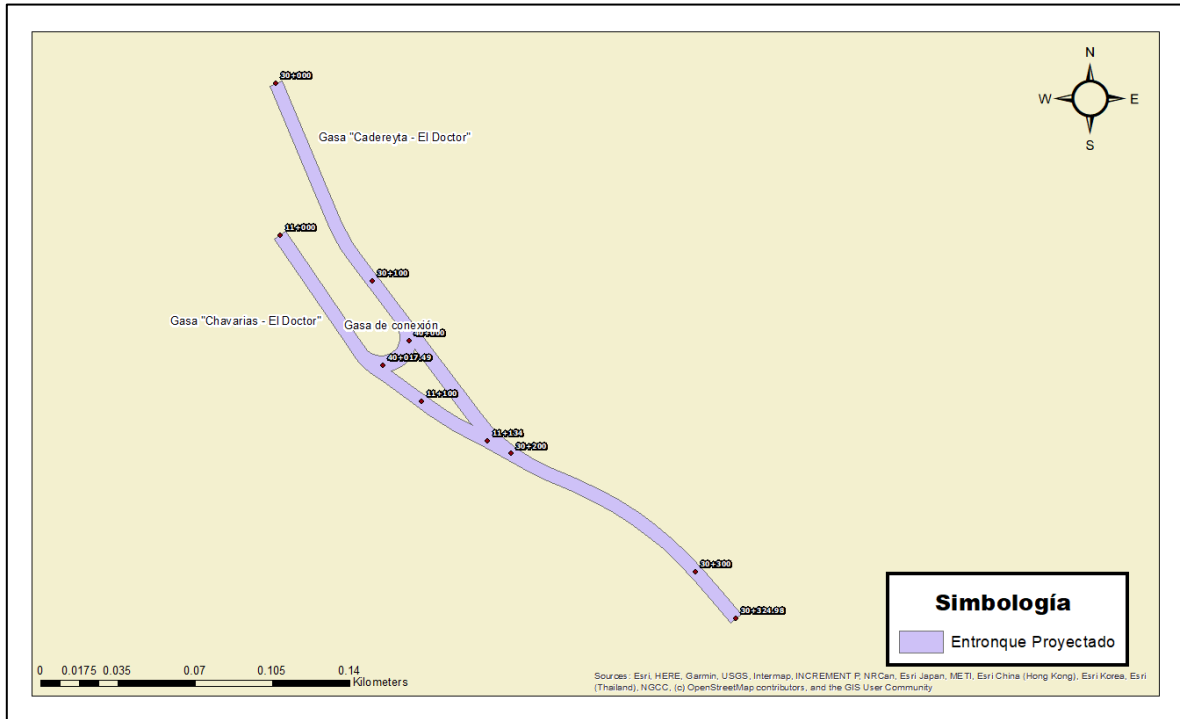 N
W E
S
30+000
Gasa "Cadereyta - El Doctor"
11+000
30+100
Gasa "Chavarias - El Doctor"
Gasa de conexión
40+000
40+017.49
11+100
11+134
30+200
30+300
30+324.98
Simbología
Entronque Proyectado
0 0.0175 0.035 0.07 0.105 0.14
Kilometers
Sources: Esri, HERE, Garmin, USGS, Intermap, INCREMENT P, NRCan, Esri Japan, METI, Esri China (Hong Kong), Esri Korea, Esri
(Thailand), NGCC, (c) OpenStreetMap contributors, and the GIS User Community